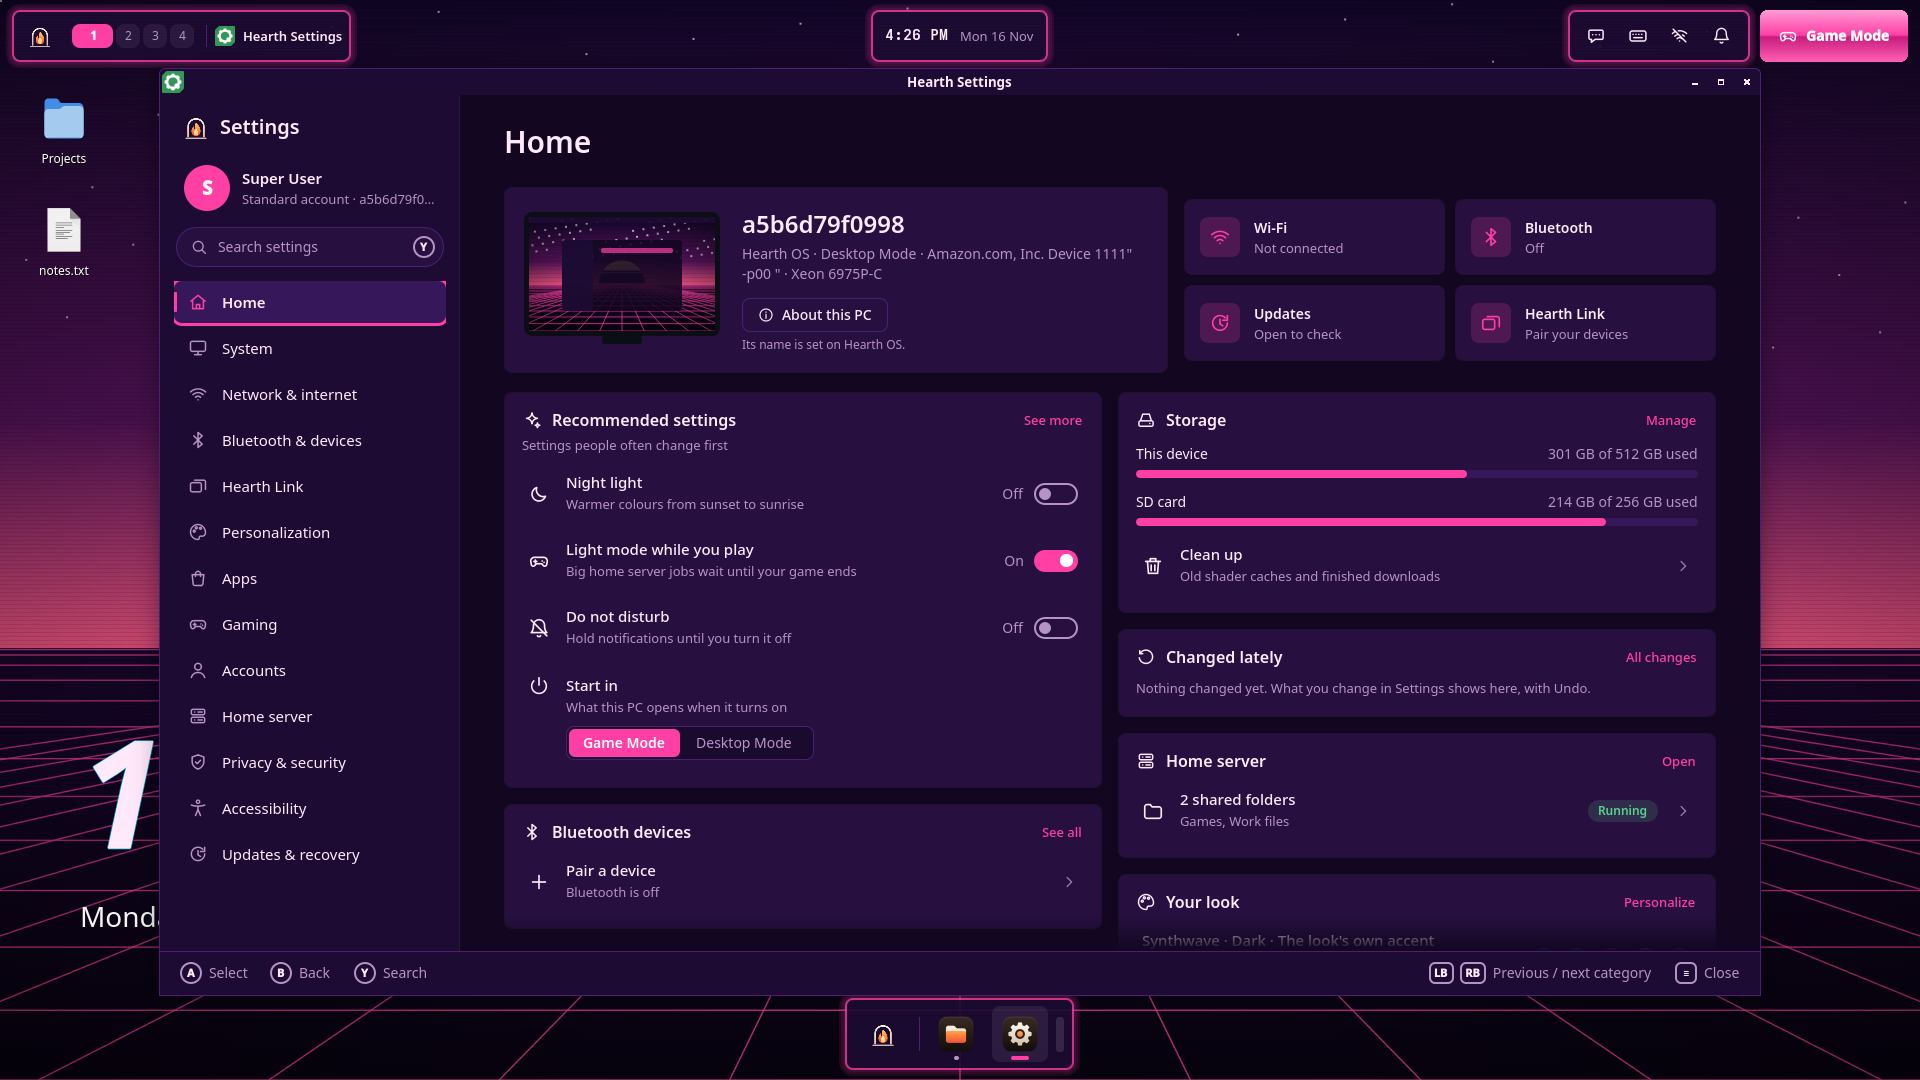 1 2 3 4 Hearth Settings
4:26 PM Mon 16 Nov
Game Mode
Projects
notes.txt
Monda
Hearth Settings
Settings
S
Super User
Standard account · a5b6d79f0...
Search settings Y
Home
System
Network & internet
Bluetooth & devices
Hearth Link
Personalization
Apps
Gaming
Accounts
Home server
Privacy & security
Accessibility
Updates & recovery
Home
a5b6d79f0998
Hearth OS · Desktop Mode · Amazon.com, Inc. Device 1111"
-p00 " · Xeon 6975P-C
About this PC
Its name is set on Hearth OS.
Wi-Fi
Not connected
Bluetooth
Off
Updates
Open to check
Hearth Link
Pair your devices
Recommended settings See more
Settings people often change first
Night light
Warmer colours from sunset to sunrise
Off
Light mode while you play
Big home server jobs wait until your game ends
On
Do not disturb
Hold notifications until you turn it off
Off
Start in
What this PC opens when it turns on
Game Mode Desktop Mode
Bluetooth devices See all
Pair a device
Bluetooth is off
Storage Manage
This device 301 GB of 512 GB used
SD card 214 GB of 256 GB used
Clean up
Old shader caches and finished downloads
Changed lately All changes
Nothing changed yet. What you change in Settings shows here, with Undo.
Home server Open
2 shared folders
Games, Work files
Running
Your look Personalize
Synthwave · Dark · The look's own accent
A Select B Back Y Search
LB RB Previous / next category Close
1